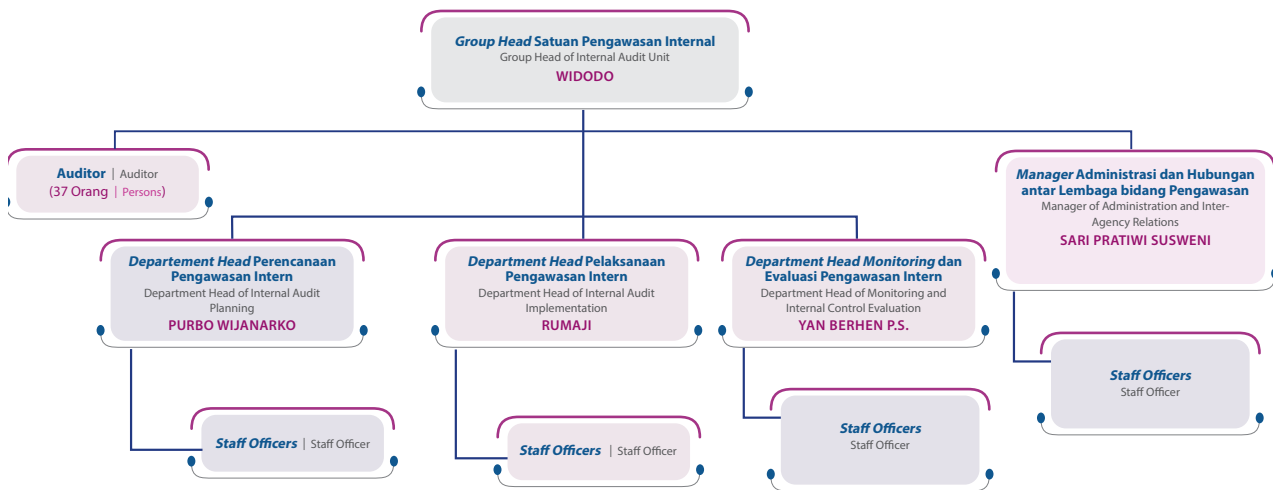 Group Head Satuan Pengawasan Internal
Group Head of Internal Audit Unit
WIDODO
Auditor | Auditor
(37 Orang | Persons)
Manager Administrasi dan Hubungan
antar Lembaga bidang Pengawasan
Manager of Administration and Inter-
Agency Relations
SARI PRATIWI SUSWENI
Departement Head Perencanaan
Pengawasan Intern
Department Head of Internal Audit
Planning
PURBO WIJANARKO
Department Head Pelaksanaan
Pengawasan Intern
Department Head of Internal Audit
Implementation
RUMAJI
Department Head Monitoring dan
Evaluasi Pengawasan Intern
Department Head of Monitoring and
Internal Control Evaluation
YAN BERHEN P.S.
Staff Officers
Staff Officer
Staff Officers | Staff Officer
Staff Officers | Staff Officer
Staff Officers
Staff Officer